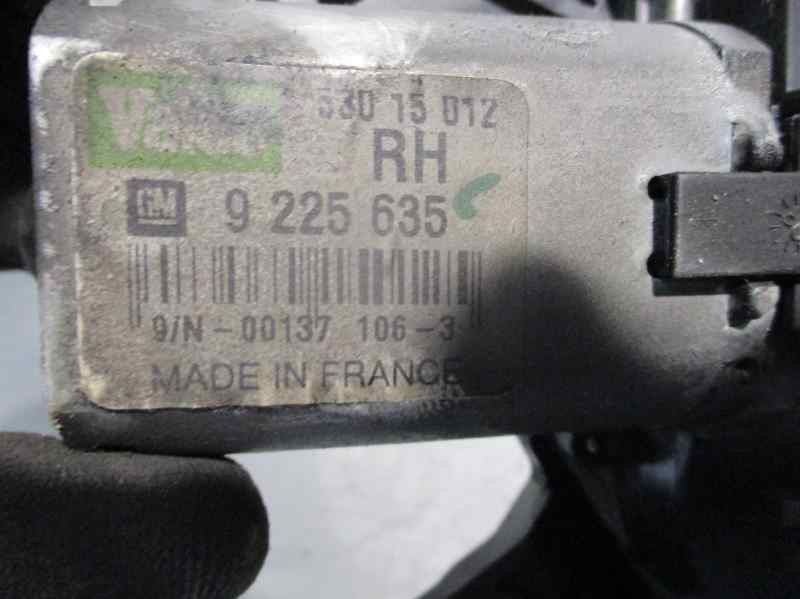 530 15 012
RH
GM 9 225 635
9/N-00137 106-3
MADE IN FRANCE